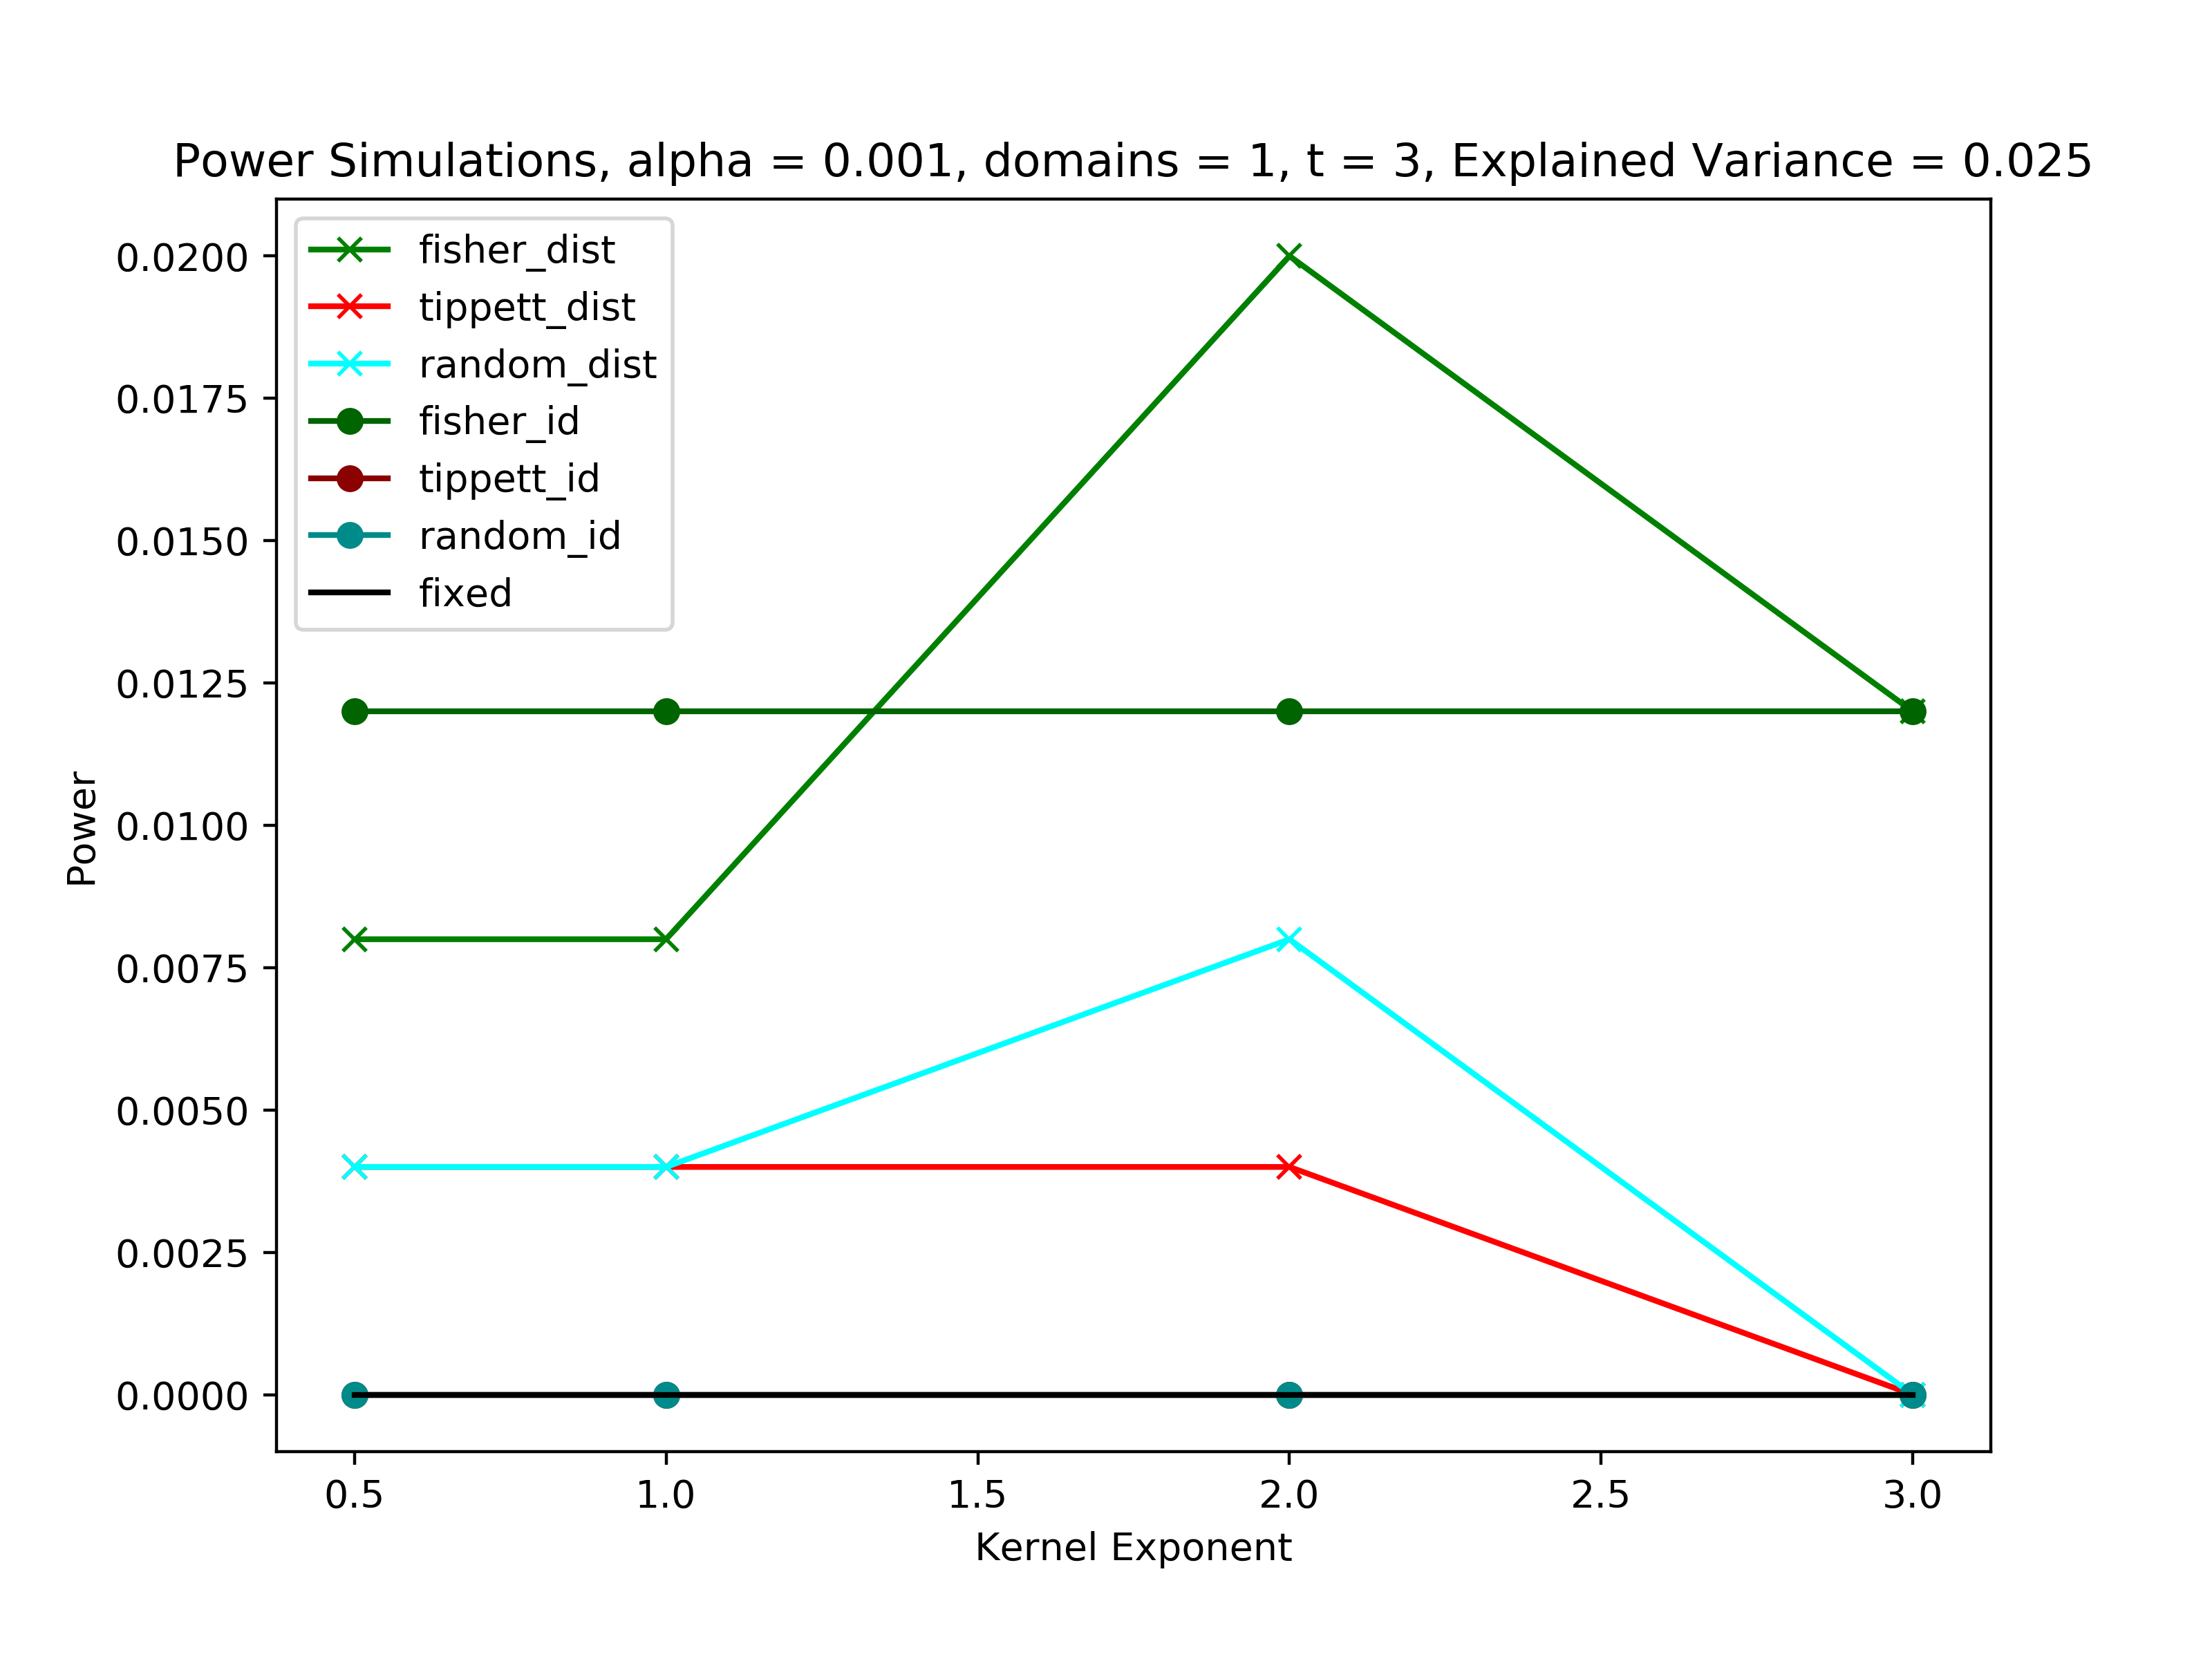 Power Simulations, alpha = 0.001, domains = 1, t = 3, Explained Variance = 0.025
fisher_dist
tippett_dist
random_dist
fisher_id
tippett_id
random_id
fixed
0.0200
0.0175
0.0150
0.0125
0.0100
0.0075
0.0050
0.0025
0.0000
Power
0.5 1.0 1.5 2.0 2.5 3.0
Kernel Exponent